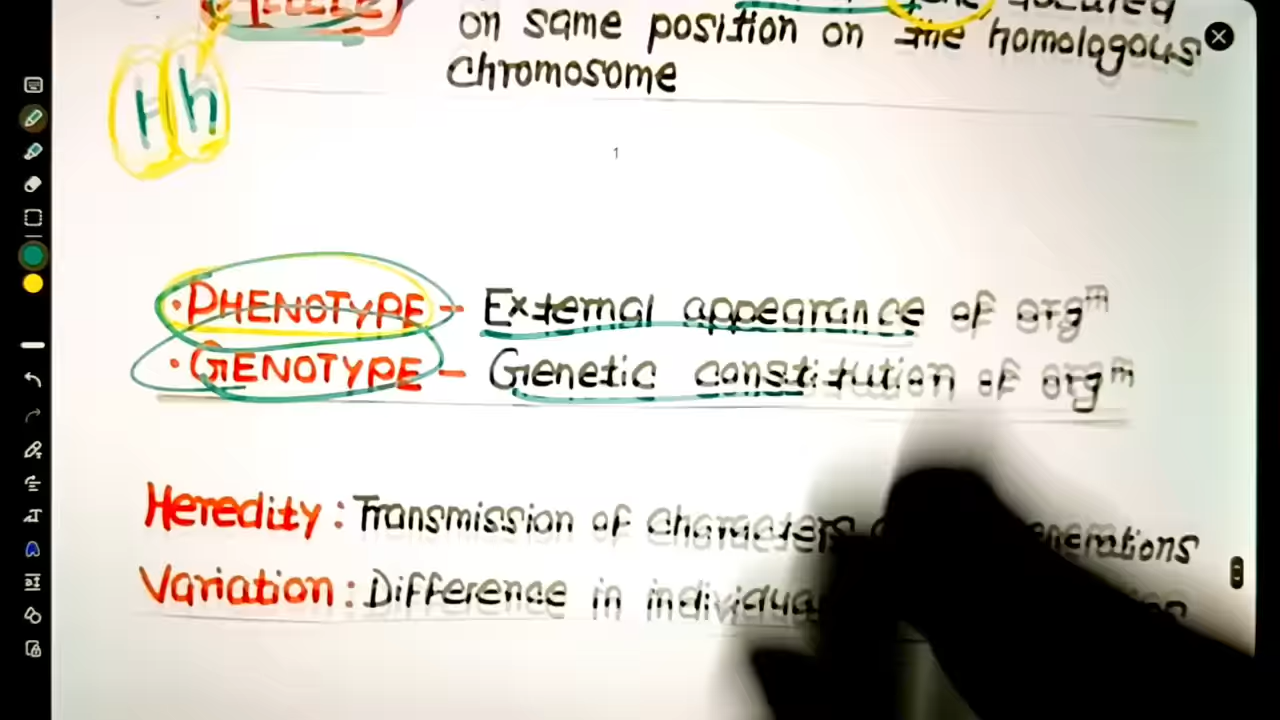 on same position on the homologous
chromosome
Hh
1
· PHENOTYPE - External appearance of orgᵐ
· GENOTYPE - Genetic constitution of orgᵐ
Heredity : Transmission of characters
Variation : Difference in